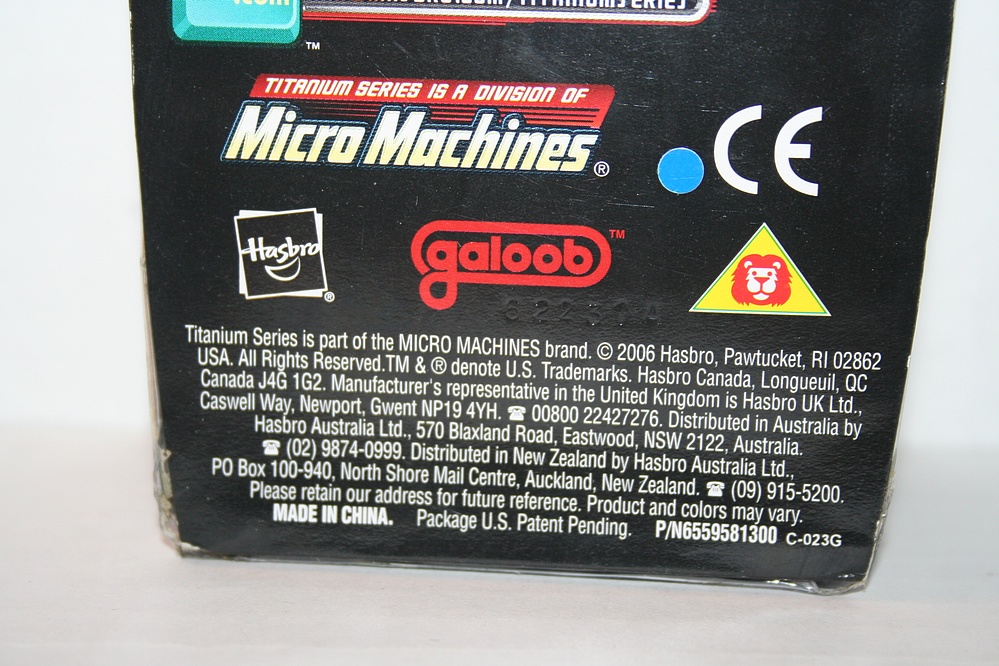 .com
TM
TITANIUM SERIES IS A DIVISION OF
Micro Machines®
CE
Hasbro®
galoob™
Titanium Series is part of the MICRO MACHINES brand. © 2006 Hasbro, Pawtucket, RI 02862
USA. All Rights Reserved.TM & ® denote U.S. Trademarks. Hasbro Canada, Longueuil, QC
Canada J4G 1G2. Manufacturer's representative in the United Kingdom is Hasbro UK Ltd.,
Caswell Way, Newport, Gwent NP19 4YH. ☎ 00800 22427276. Distributed in Australia by
Hasbro Australia Ltd., 570 Blaxland Road, Eastwood, NSW 2122, Australia.
☎ (02) 9874-0999. Distributed in New Zealand by Hasbro Australia Ltd.,
PO Box 100-940, North Shore Mail Centre, Auckland, New Zealand. ☎ (09) 915-5200.
Please retain our address for future reference. Product and colors may vary.
MADE IN CHINA. Package U.S. Patent Pending. P/N6559581300 C-023G